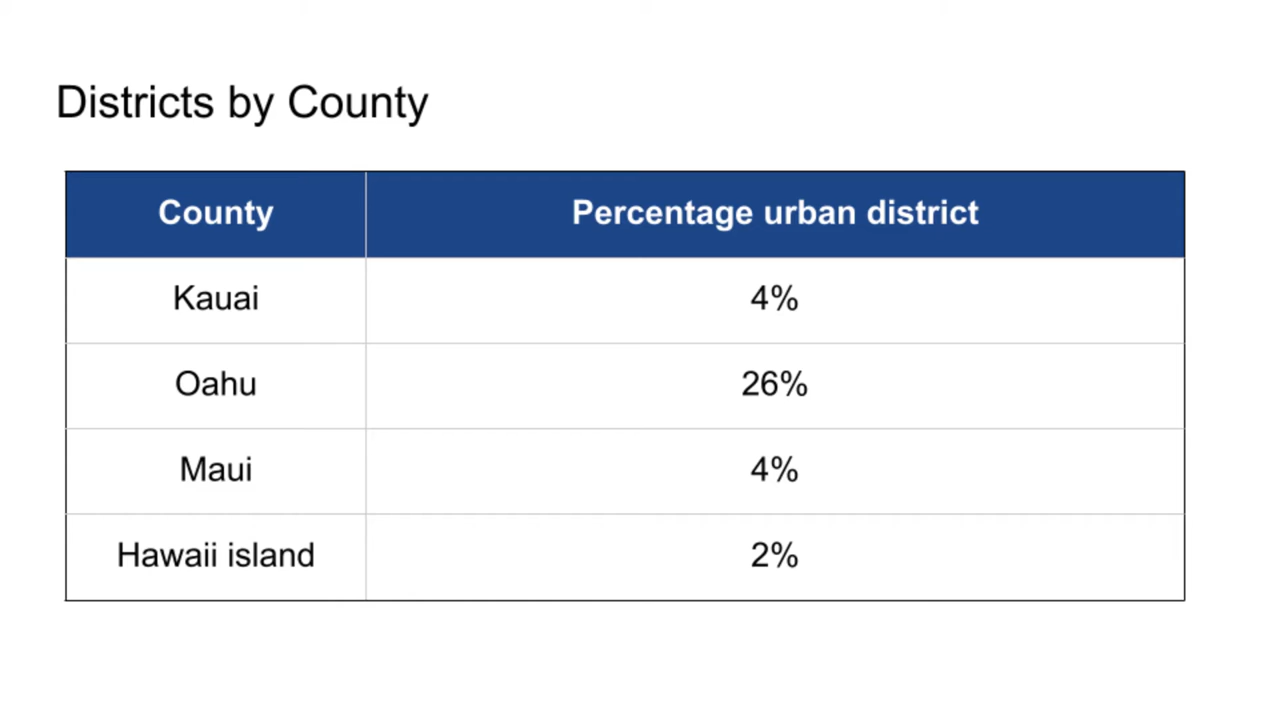 Districts by County
County Percentage urban district
Kauai 4%
Oahu 26%
Maui 4%
Hawaii island 2%